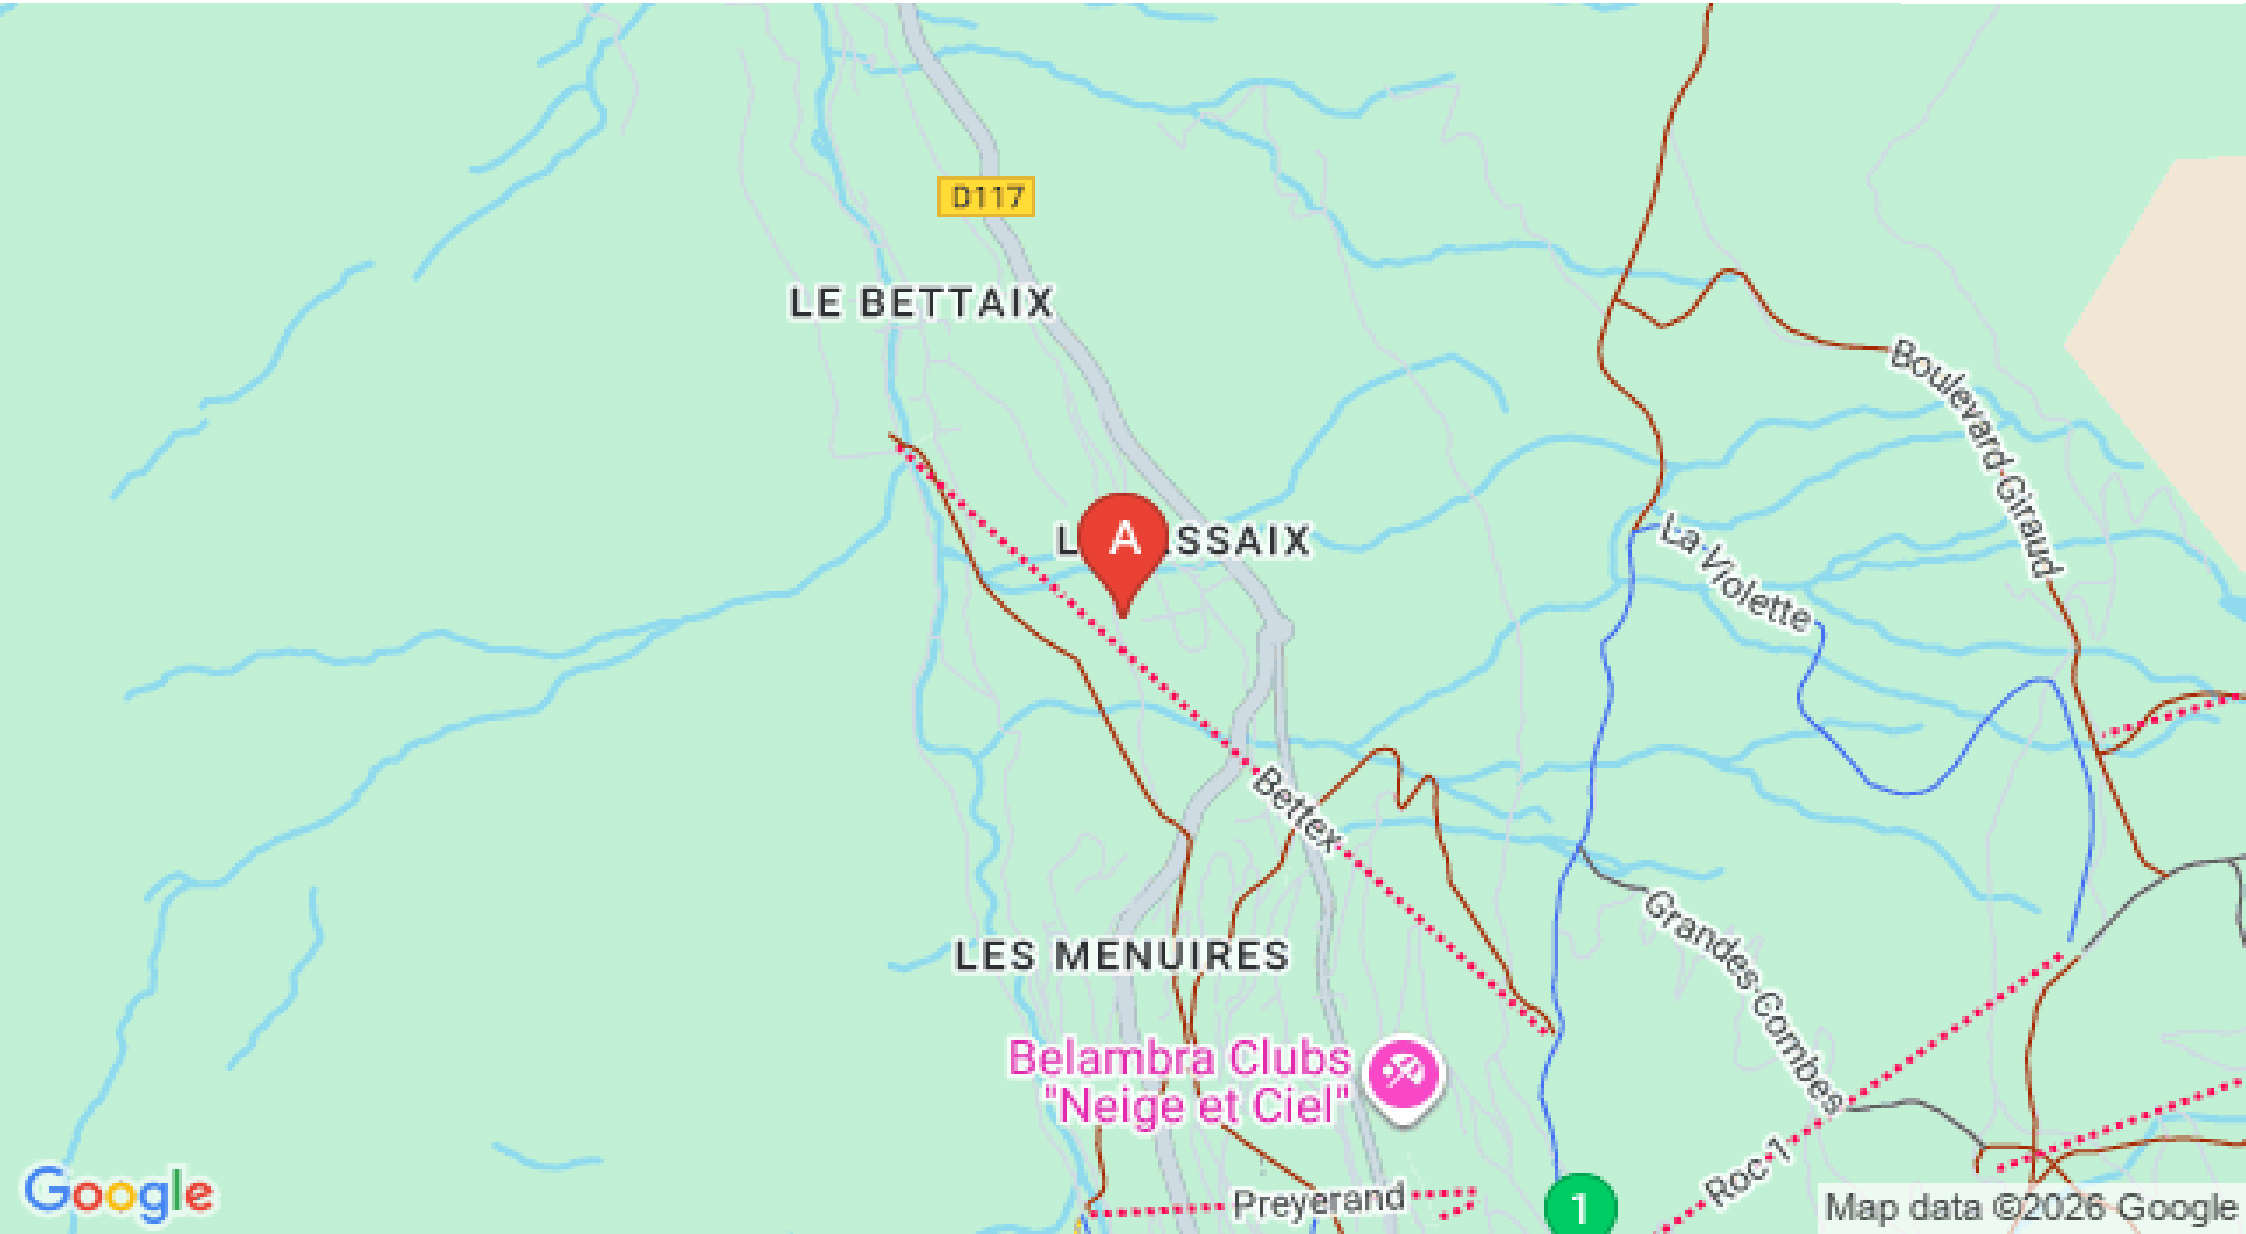 D117
LE BETTAIX
Boulevard Giraud
A
La Violette
Bettex
Grandes Combes
LES MENUIRES
Belambra Clubs
"Neige et Ciel"
Roc 1
Preyerand
1
Google
Map data ©2026 Google